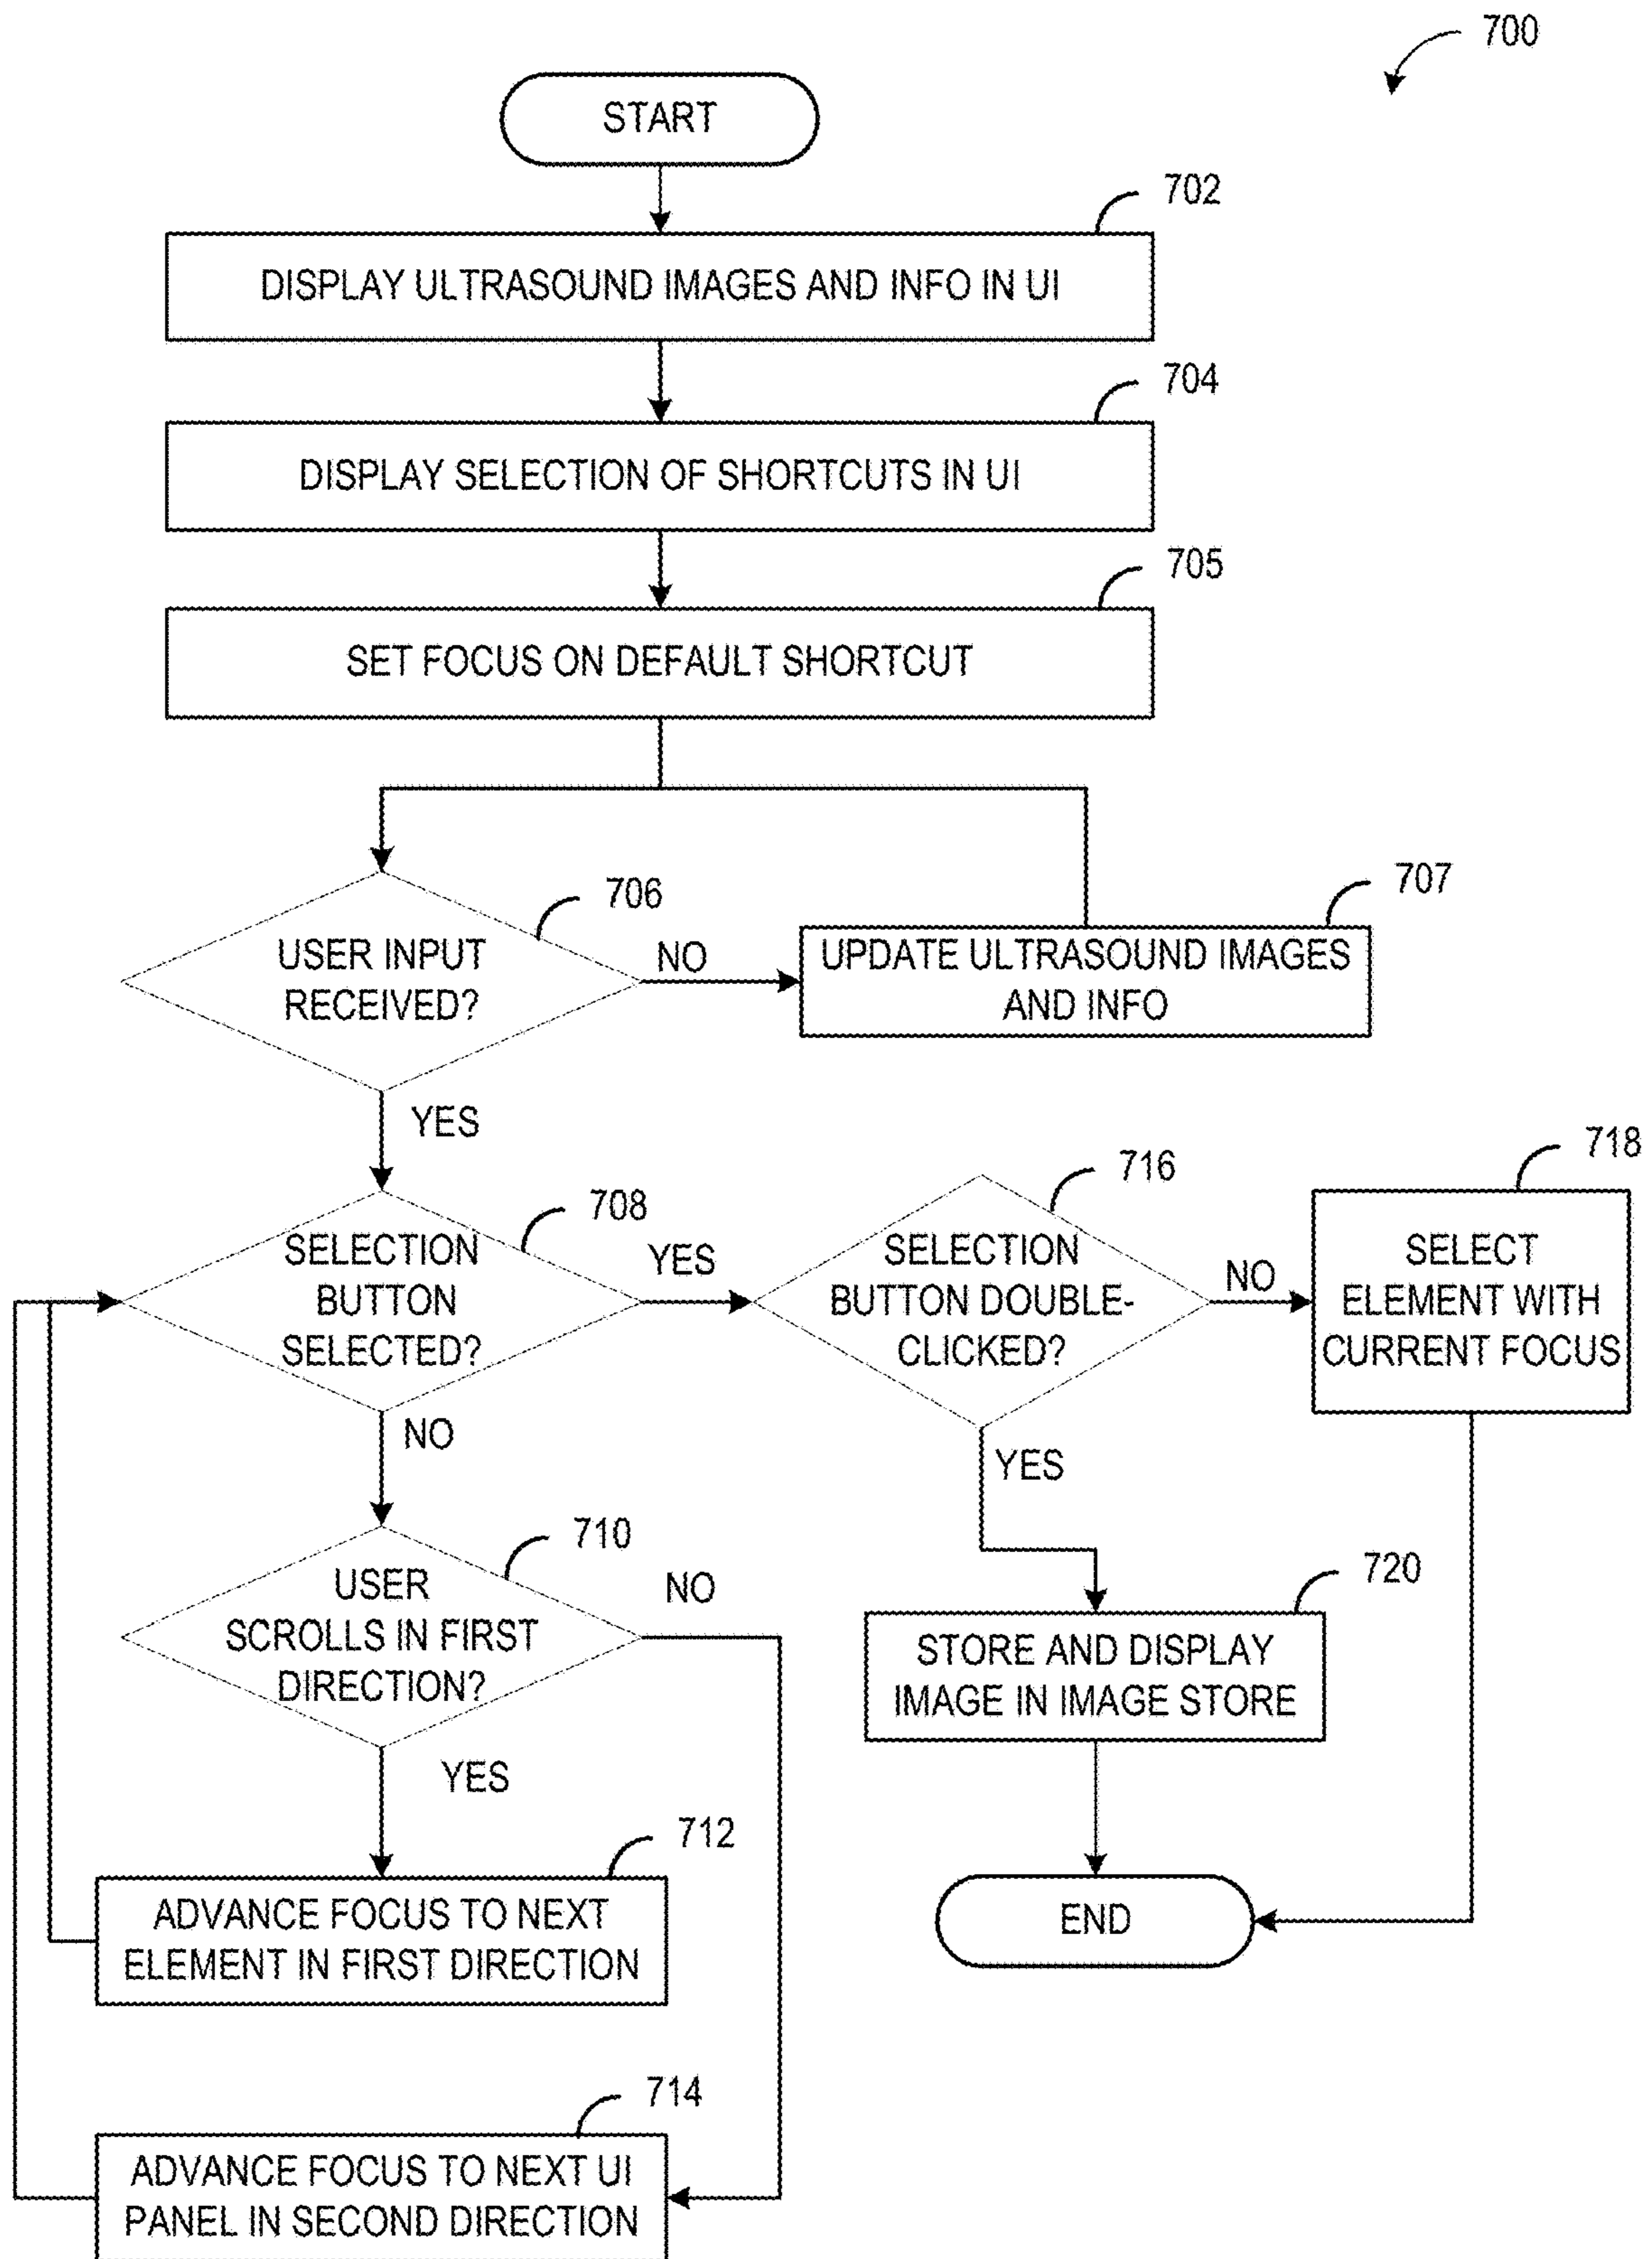 700
START
702
DISPLAY ULTRASOUND IMAGES AND INFO IN UI
704
DISPLAY SELECTION OF SHORTCUTS IN UI
705
SET FOCUS ON DEFAULT SHORTCUT
706
USER INPUT
RECEIVED?
NO
707
UPDATE ULTRASOUND IMAGES
AND INFO
YES
708
SELECTION
BUTTON
SELECTED?
YES
716
SELECTION
BUTTON DOUBLE-
CLICKED?
NO
718
SELECT
ELEMENT WITH
CURRENT FOCUS
NO
YES
710
USER
SCROLLS IN FIRST
DIRECTION?
NO
720
STORE AND DISPLAY
IMAGE IN IMAGE STORE
YES
712
ADVANCE FOCUS TO NEXT
ELEMENT IN FIRST DIRECTION
END
714
ADVANCE FOCUS TO NEXT UI
PANEL IN SECOND DIRECTION